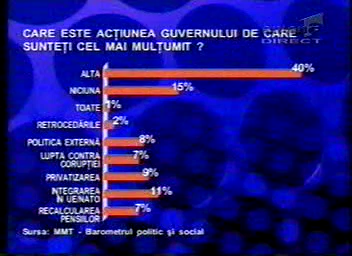 CARE ESTE ACȚIUNEA GUVERNULUI DE CARE
SUNTEȚI CEL MAI MULȚUMIT ?
DIRECT
ALTA 40%
NICIUNA 15%
TOATE 1%
RETROCEDĂRILE 2%
POLITICA EXTERNĂ 8%
LUPTA CONTRA
CORUPȚIEI 7%
PRIVATIZAREA 9%
INTEGRAREA
ÎN UE/NATO 11%
RECALCULAREA
PENSIILOR 7%
Sursa: MMT - Barometrul politic și social